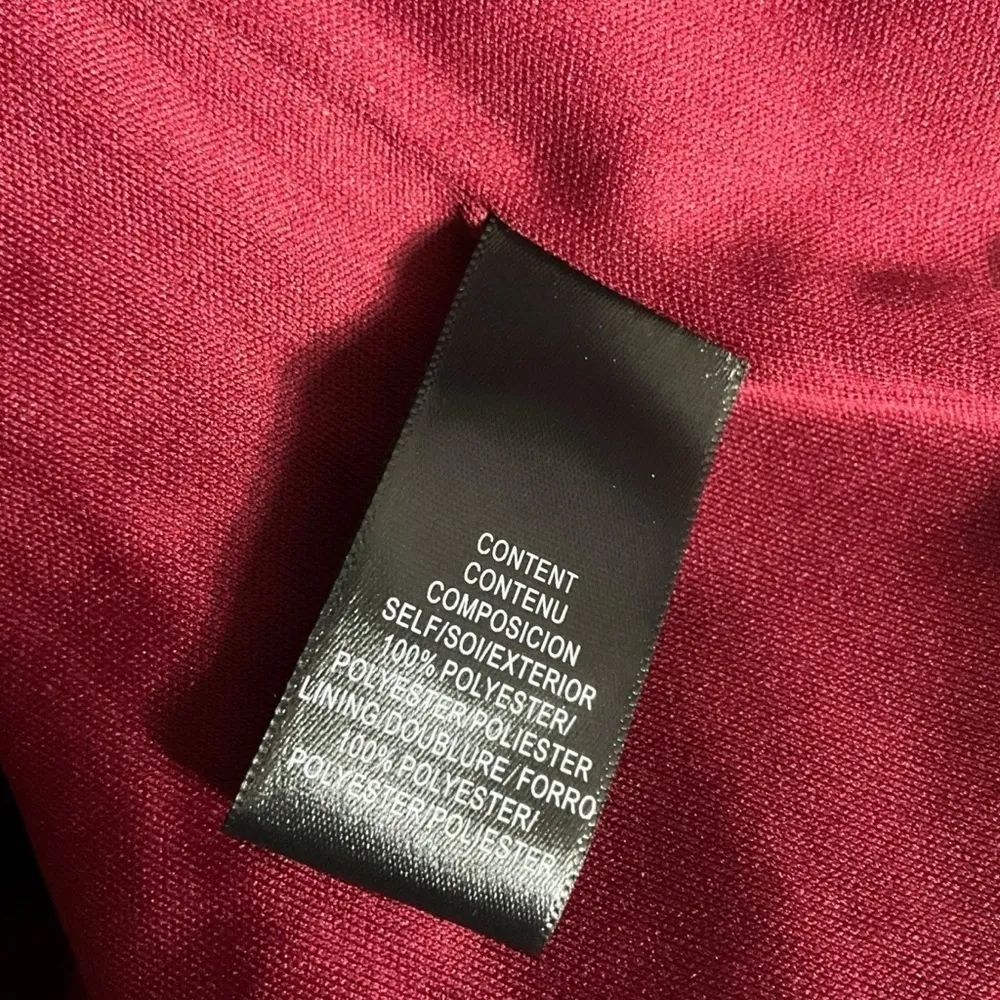 CONTENT
CONTENU
COMPOSICION
SELF/SOI/EXTERIOR
100% POLYESTER/
POLYESTER/POLIESTER
LINING/DOUBLURE/FORRO
100% POLYESTER/
POLYESTER/POLIESTER